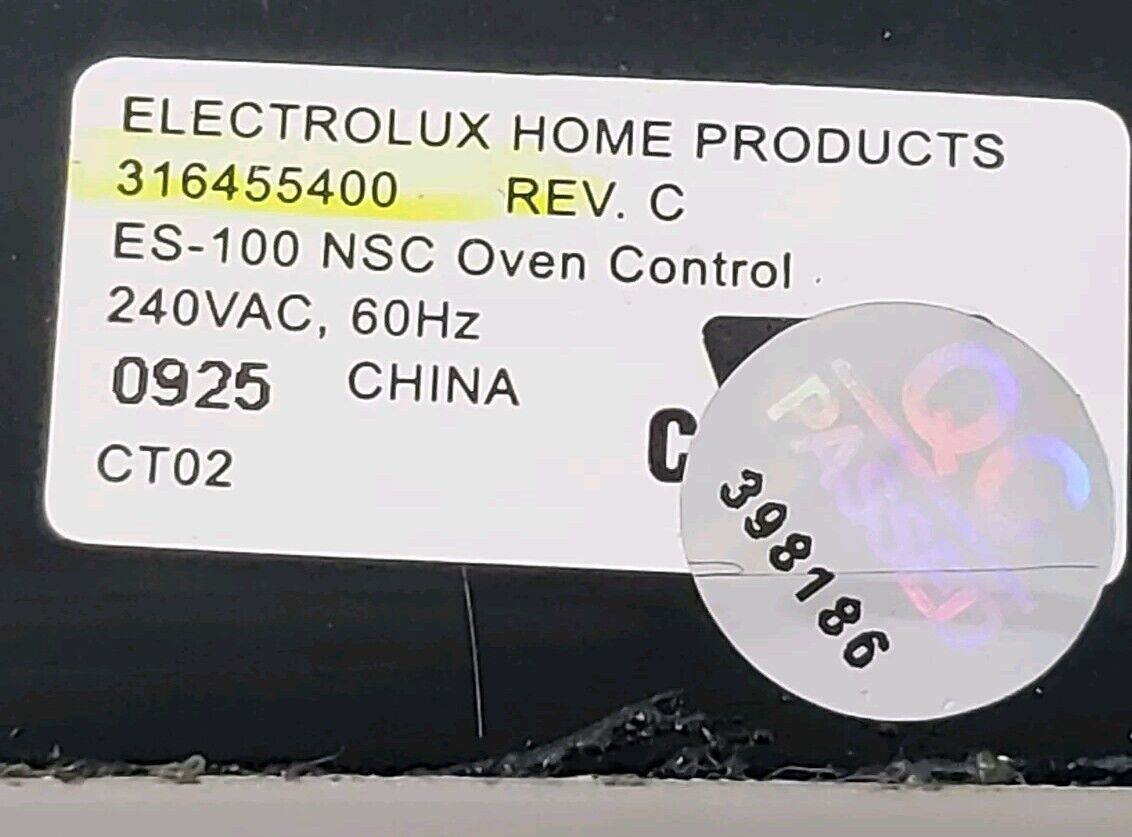 ELECTROLUX HOME PRODUCTS
316455400 REV. C
ES-100 NSC Oven Control
240VAC, 60Hz
0925 CHINA
CT02
C
QC
PASSED
398186